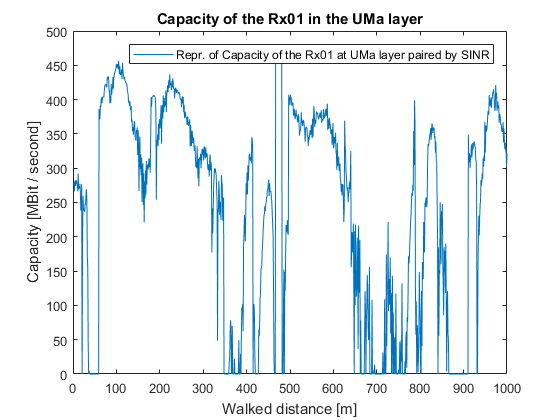 Capacity of the Rx01 in the UMa layer
Repr. of Capacity of the Rx01 at UMa layer paired by SINR
Capacity [MBit / second]
500
450
400
350
300
250
200
150
100
50
0
0 100 200 300 400 500 600 700 800 900 1000
Walked distance [m]